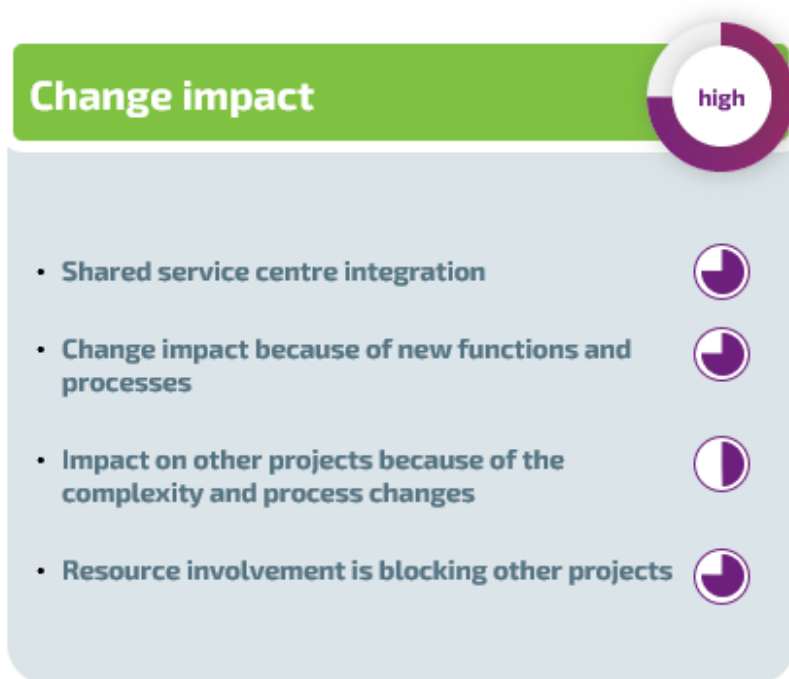 Change impact
high
• Shared service centre integration
• Change impact because of new functions and
processes
• Impact on other projects because of the
complexity and process changes
• Resource involvement is blocking other projects